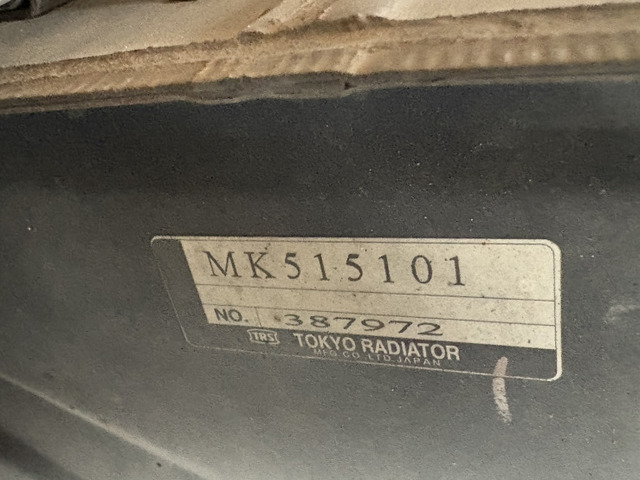 MK515101
NO. 387972
TRS TOKYO RADIATOR
MFG CO. LTD. JAPAN